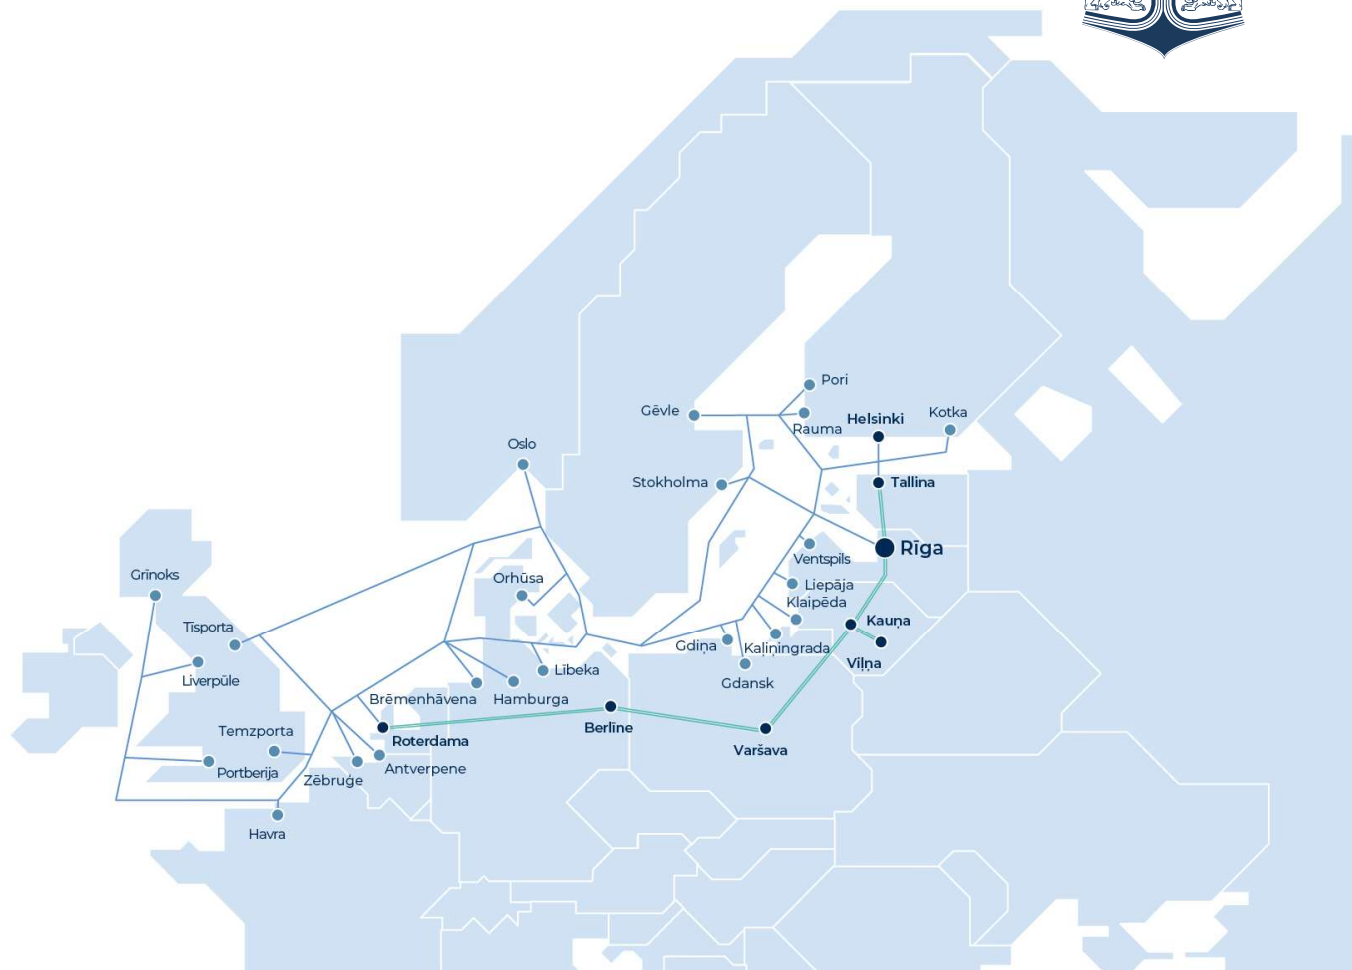 Pori
Gēvle
Kotka
Helsinki
Rauma
Oslo
Stokholma
Tallina
Rīga
Ventspils
Grīnoks
Orhūsa
Liepāja
Klaipēda
Tīsporta
Kauņa
Gdiņa
Kaļiņingrada
Viļņa
Lībeka
Liverpūle
Gdansk
Brēmenhāvena
Hamburga
Temzporta
Berlīne
Roterdama
Varšava
Portberija
Antverpene
Zēbruģe
Havra